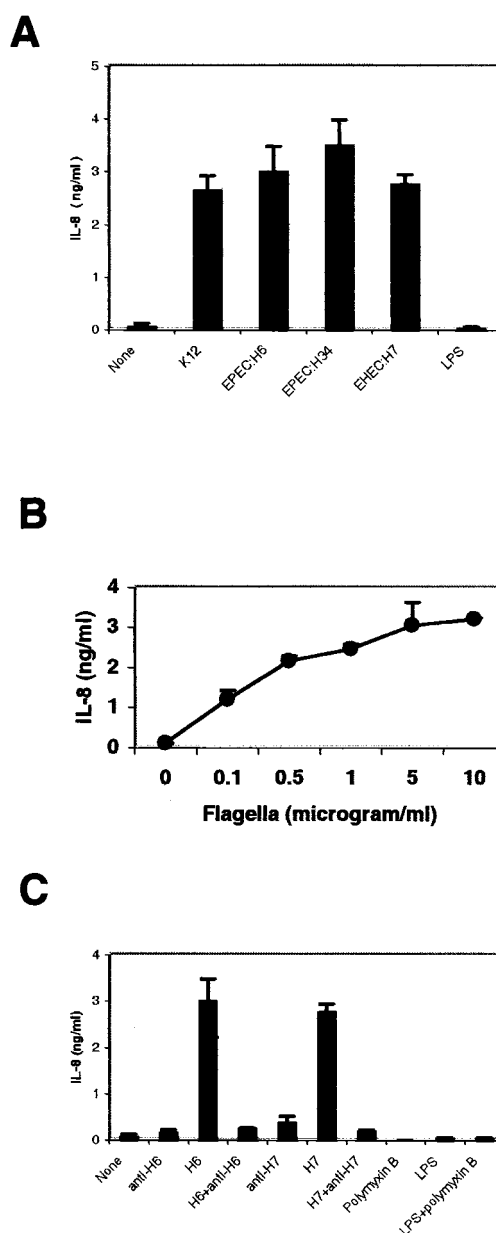 A
5
4
3
2
1
0
IL-8 (ng/ml)
None
K12
EPEC:H6
EPEC:H34
EHEC:H7
LPS
B
4
3
2
1
0
IL-8 (ng/ml)
0 0.1 0.5 1 5 10
Flagella (microgram/ml)
C
4
3
2
1
0
IL-8 (ng/ml)
None
anti-H6
H6
H6+anti-H6
anti-H7
H7
H7+anti-H7
Polymyxin B
LPS
LPS+polymyxin B